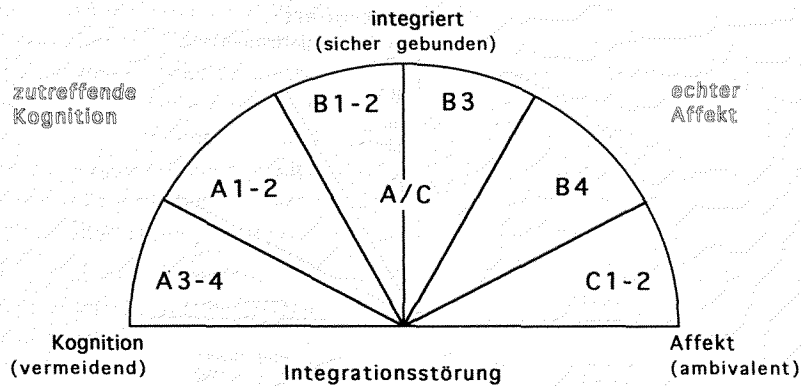 integriert
(sicher gebunden)
zutreffende
Kognition
echter
Affekt
B1-2
B3
A1-2
A/C
B4
A3-4
C1-2
Kognition
(vermeidend)
Affekt
(ambivalent)
Integrationsstörung